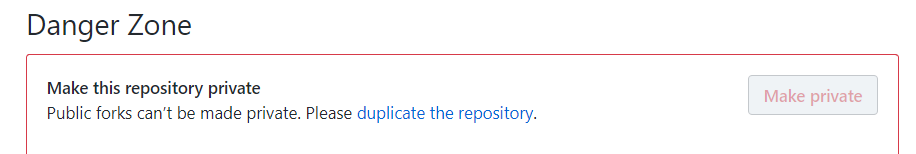 Danger Zone
Make this repository private
Public forks can't be made private. Please duplicate the repository.
Make private